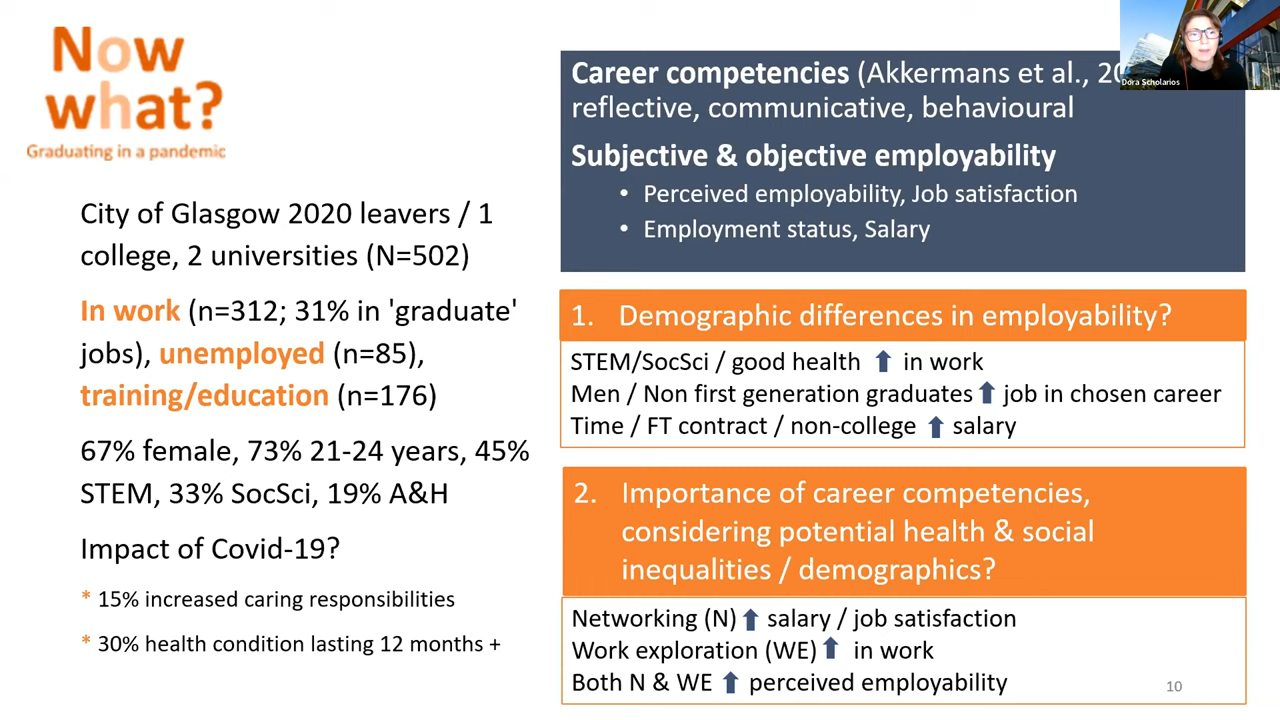 Now
what?
Graduating in a pandemic
City of Glasgow 2020 leavers / 1
college, 2 universities (N=502)
In work (n=312; 31% in 'graduate'
jobs), unemployed (n=85),
training/education (n=176)
67% female, 73% 21-24 years, 45%
STEM, 33% SocSci, 19% A&H
Impact of Covid-19?
* 15% increased caring responsibilities
* 30% health condition lasting 12 months +
Career competencies (Akkermans et al.,
reflective, communicative, behavioural
Subjective & objective employability
• Perceived employability, Job satisfaction
• Employment status, Salary
1. Demographic differences in employability?
STEM/SocSci / good health ⬆ in work
Men / Non first generation graduates ⬆ job in chosen career
Time / FT contract / non-college ⬆ salary
2. Importance of career competencies,
considering potential health & social
inequalities / demographics?
Networking (N) ⬆ salary / job satisfaction
Work exploration (WE) ⬆ in work
Both N & WE ⬆ perceived employability
10
Dora Scholarios